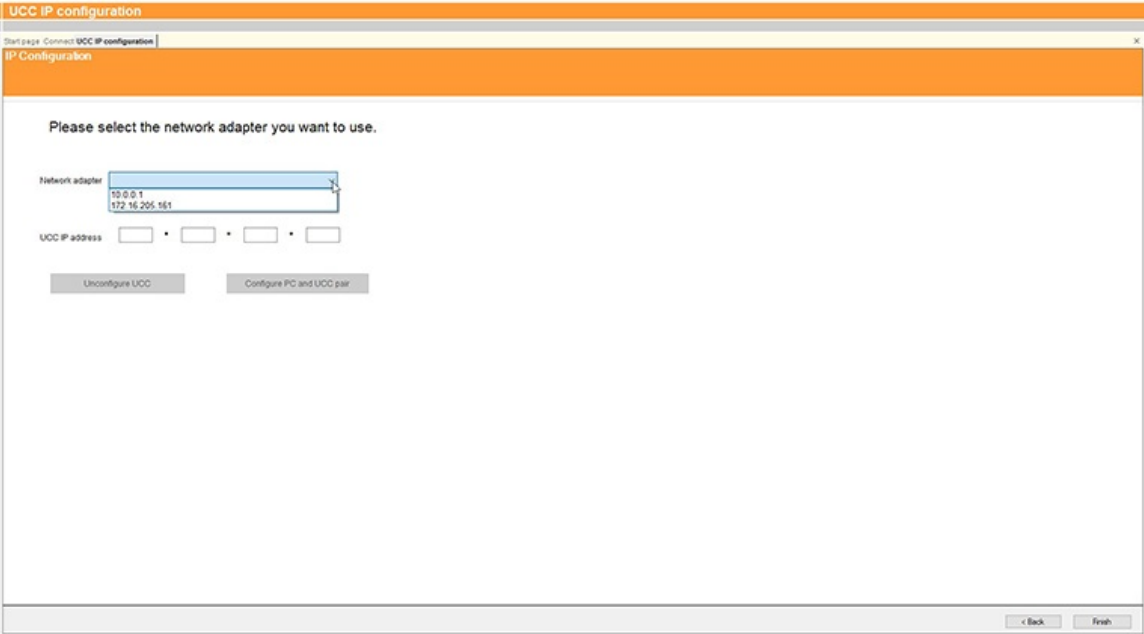 UCC IP configuration
Start page Connect UCC IP configuration
IP Configuration
Please select the network adapter you want to use.
Network adapter
10.0.0.1
172.16.205.161
UCC IP address
Unconfigure UCC Configure PC and UCC pair
< Back Finish